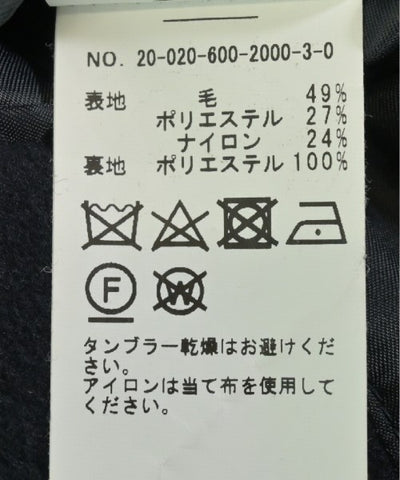 NO. 20-020-600-2000-3-0
表地 毛 49%
ポリエステル 27%
ナイロン 24%
裏地 ポリエステル 100%
F W
タンブラー乾燥はお避けくだ
さい。
アイロンは当て布を使用して
ください。